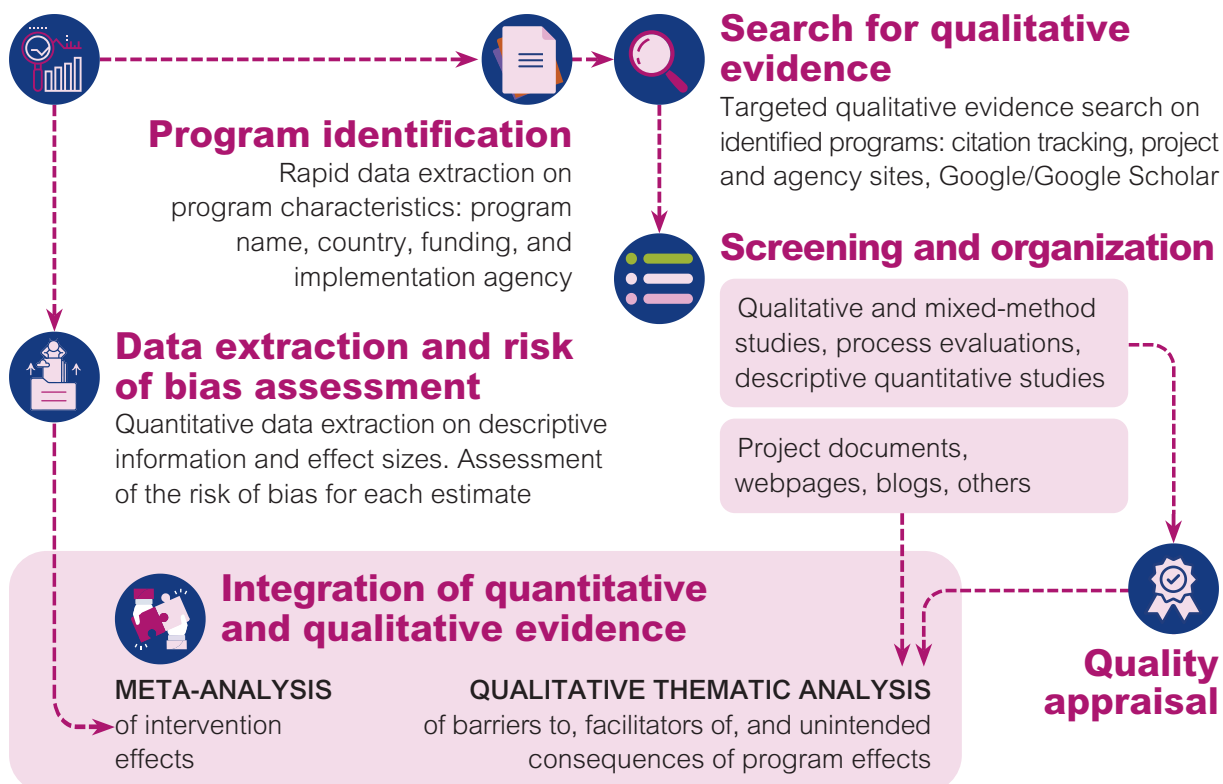 Program identification
Rapid data extraction on
program characteristics: program
name, country, funding, and
implementation agency
Search for qualitative
evidence
Targeted qualitative evidence search on
identified programs: citation tracking, project
and agency sites, Google/Google Scholar
Screening and organization
Qualitative and mixed-method
studies, process evaluations,
descriptive quantitative studies
Project documents,
webpages, blogs, others
Data extraction and risk
of bias assessment
Quantitative data extraction on descriptive
information and effect sizes. Assessment
of the risk of bias for each estimate
Quality
appraisal
Integration of quantitative
and qualitative evidence
META-ANALYSIS
of intervention
effects
QUALITATIVE THEMATIC ANALYSIS
of barriers to, facilitators of, and unintended
consequences of program effects